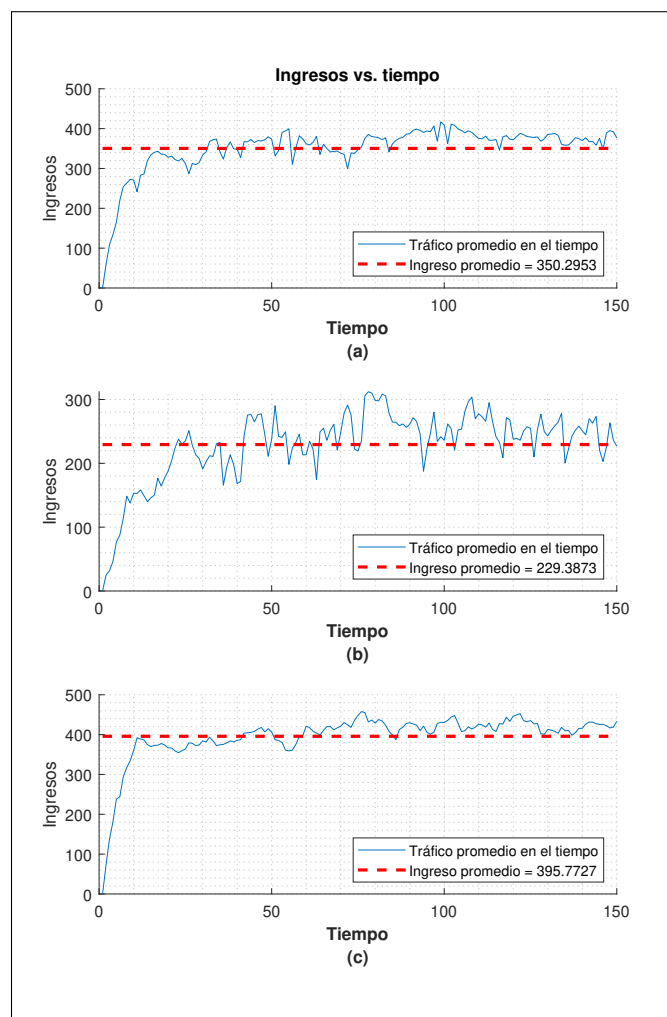 Ingresos vs. tiempo
500
400
300
200
100
0
Ingresos
Tráfico promedio en el tiempo
Ingreso promedio = 350.2953
0 50 100 150
Tiempo
(a)
300
200
100
0
Ingresos
Tráfico promedio en el tiempo
Ingreso promedio = 229.3873
0 50 100 150
Tiempo
(b)
500
400
300
200
100
0
Ingresos
Tráfico promedio en el tiempo
Ingreso promedio = 395.7727
0 50 100 150
Tiempo
(c)